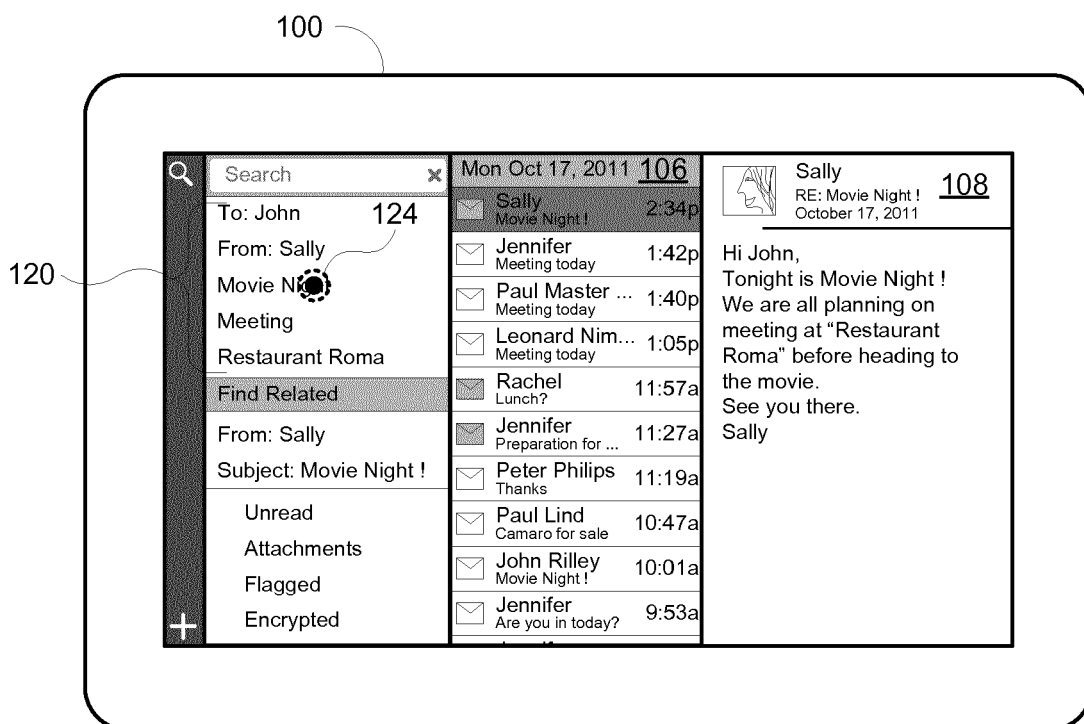 100
Search
To: John
124
From: Sally
120
Movie Nig
Meeting
Restaurant Roma
Find Related
From: Sally
Subject: Movie Night !
Unread
Attachments
Flagged
Encrypted
Mon Oct 17, 2011 106
Sally 2:34p
Movie Night !
Jennifer 1:42p
Meeting today
Paul Master ... 1:40p
Meeting today
Leonard Nim... 1:05p
Meeting today
Rachel 11:57a
Lunch?
Jennifer 11:27a
Preparation for ...
Peter Philips 11:19a
Thanks
Paul Lind 10:47a
Camaro for sale
John Rilley 10:01a
Movie Night !
Jennifer 9:53a
Are you in today?
Sally
RE: Movie Night !
108
October 17, 2011
Hi John,
Tonight is Movie Night !
We are all planning on
meeting at “Restaurant
Roma” before heading to
the movie.
See you there.
Sally